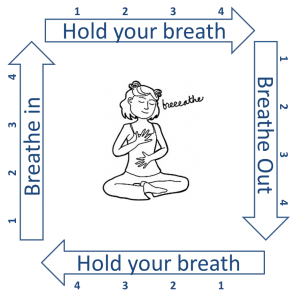 1 2 3 4
Hold your breath
1 2 3 4
Breathe Out
Hold your breath
4 3 2 1
Breathe in
1 2 3 4
breeeathe